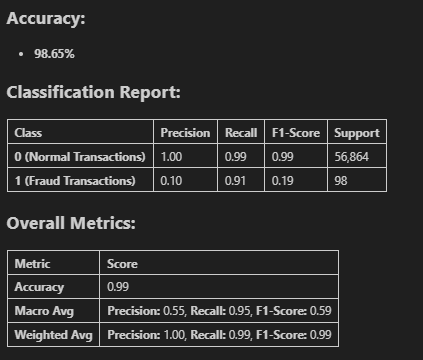 Accuracy:
• 98.65%
Classification Report:
Class Precision Recall F1-Score Support
0 (Normal Transactions) 1.00 0.99 0.99 56,864
1 (Fraud Transactions) 0.10 0.91 0.19 98
Overall Metrics:
Metric Score
Accuracy 0.99
Macro Avg Precision: 0.55, Recall: 0.95, F1-Score: 0.59
Weighted Avg Precision: 1.00, Recall: 0.99, F1-Score: 0.99